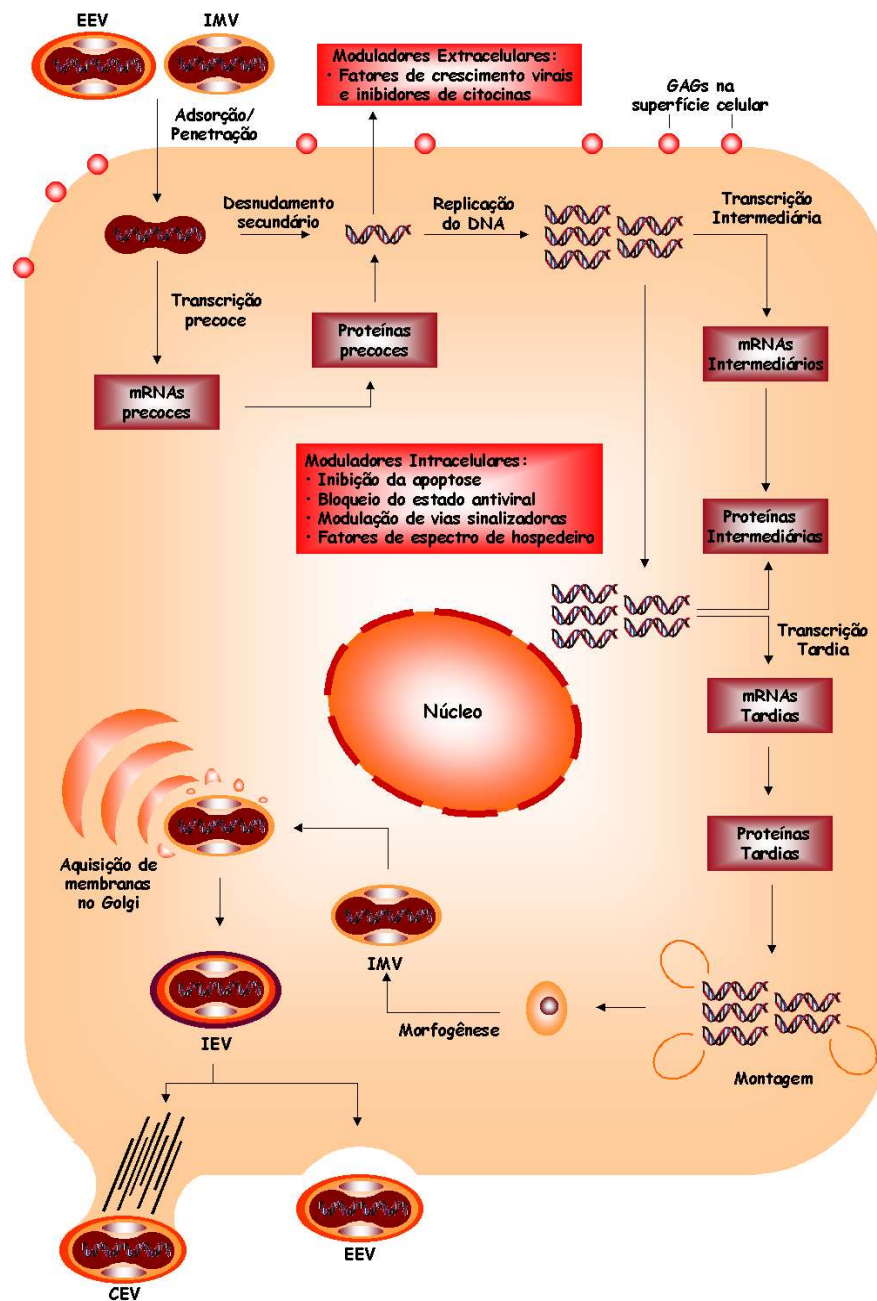 EEV
IMV
Moduladores Extracelulares:
• Fatores de crescimento virais
e inibidores de citocinas
GAGs na
superfície celular
Adsorção/
Penetração
Desnudamento
secundário
Replicação
do DNA
Transcrição
Intermediária
Transcrição
precoce
Proteínas
precoces
mRNAs
Intermediários
mRNAs
precoces
Moduladores Intracelulares:
• Inibição da apoptose
• Bloqueio do estado antiviral
• Modulação de vias sinalizadoras
• Fatores de espectro de hospedeiro
Proteínas
Intermediárias
Transcrição
Tardia
Núcleo
mRNAs
Tardias
Proteínas
Tardias
Aquisição de
membranas
no Golgi
IMV
IEV
Morfogênese
Montagem
EEV
CEV